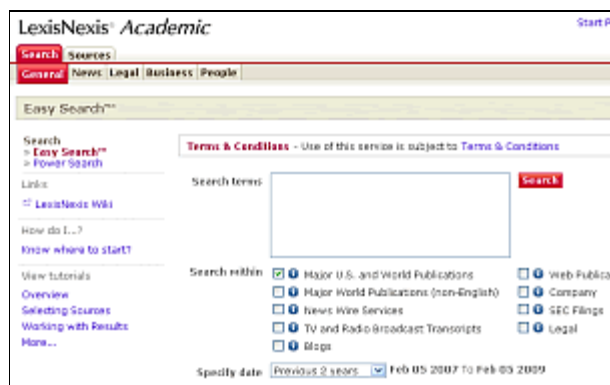 LexisNexis® Academic
Start P
Search Sources
General News Legal Business People
Easy Search™
Search
» Easy Search™
» Power Search
Links
LexisNexis Wiki
How do I...?
Know where to start?
View tutorials
Overview
Selecting Sources
Working with Results
More...
Terms & Conditions - Use of this service is subject to Terms & Conditions
Search terms
Search
Search within
Major U.S. and World Publications
Major World Publications (non-English)
News Wire Services
TV and Radio Broadcast Transcripts
Blogs
Web Publica
Company
SEC Filings
Legal
Specify date Previous 2 years Feb 05 2007 To Feb 05 2009